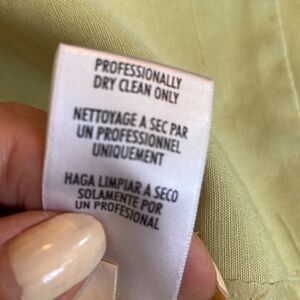 PROFESSIONALLY
DRY CLEAN ONLY
NETTOYAGE A SEC PAR
UN PROFESSIONNEL
UNIQUEMENT
HAGA LIMPIAR A SECO
SOLAMENTE POR
UN PROFESIONAL